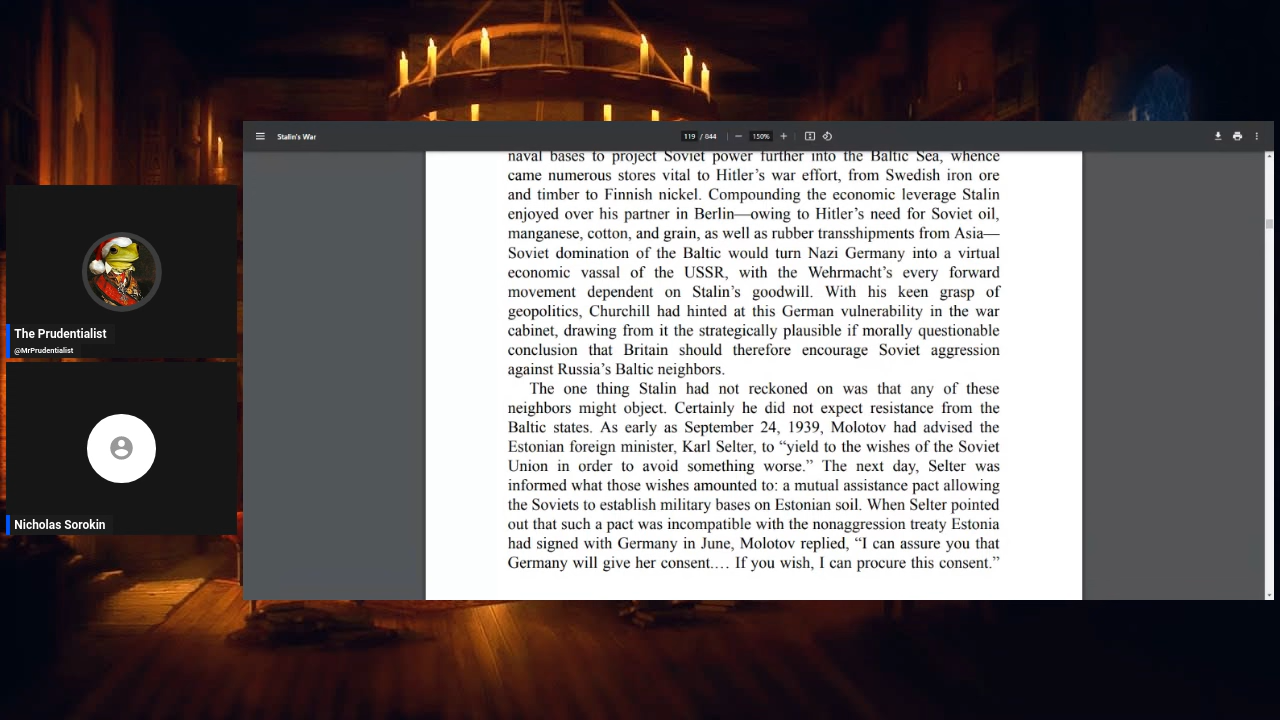 Stalin's War
119 / 844
150%
naval bases to project Soviet power further into the Baltic Sea, whence
came numerous stores vital to Hitler's war effort, from Swedish iron ore
and timber to Finnish nickel. Compounding the economic leverage Stalin
enjoyed over his partner in Berlin—owing to Hitler's need for Soviet oil,
manganese, cotton, and grain, as well as rubber transshipments from Asia—
Soviet domination of the Baltic would turn Nazi Germany into a virtual
economic vassal of the USSR, with the Wehrmacht's every forward
movement dependent on Stalin's goodwill. With his keen grasp of
geopolitics, Churchill had hinted at this German vulnerability in the war
cabinet, drawing from it the strategically plausible if morally questionable
conclusion that Britain should therefore encourage Soviet aggression
against Russia's Baltic neighbors.
The one thing Stalin had not reckoned on was that any of these
neighbors might object. Certainly he did not expect resistance from the
Baltic states. As early as September 24, 1939, Molotov had advised the
Estonian foreign minister, Karl Selter, to “yield to the wishes of the Soviet
Union in order to avoid something worse.” The next day, Selter was
informed what those wishes amounted to: a mutual assistance pact allowing
the Soviets to establish military bases on Estonian soil. When Selter pointed
out that such a pact was incompatible with the nonaggression treaty Estonia
had signed with Germany in June, Molotov replied, “I can assure you that
Germany will give her consent.… If you wish, I can procure this consent.”
The Prudentialist
@MrPrudentialist
Nicholas Sorokin